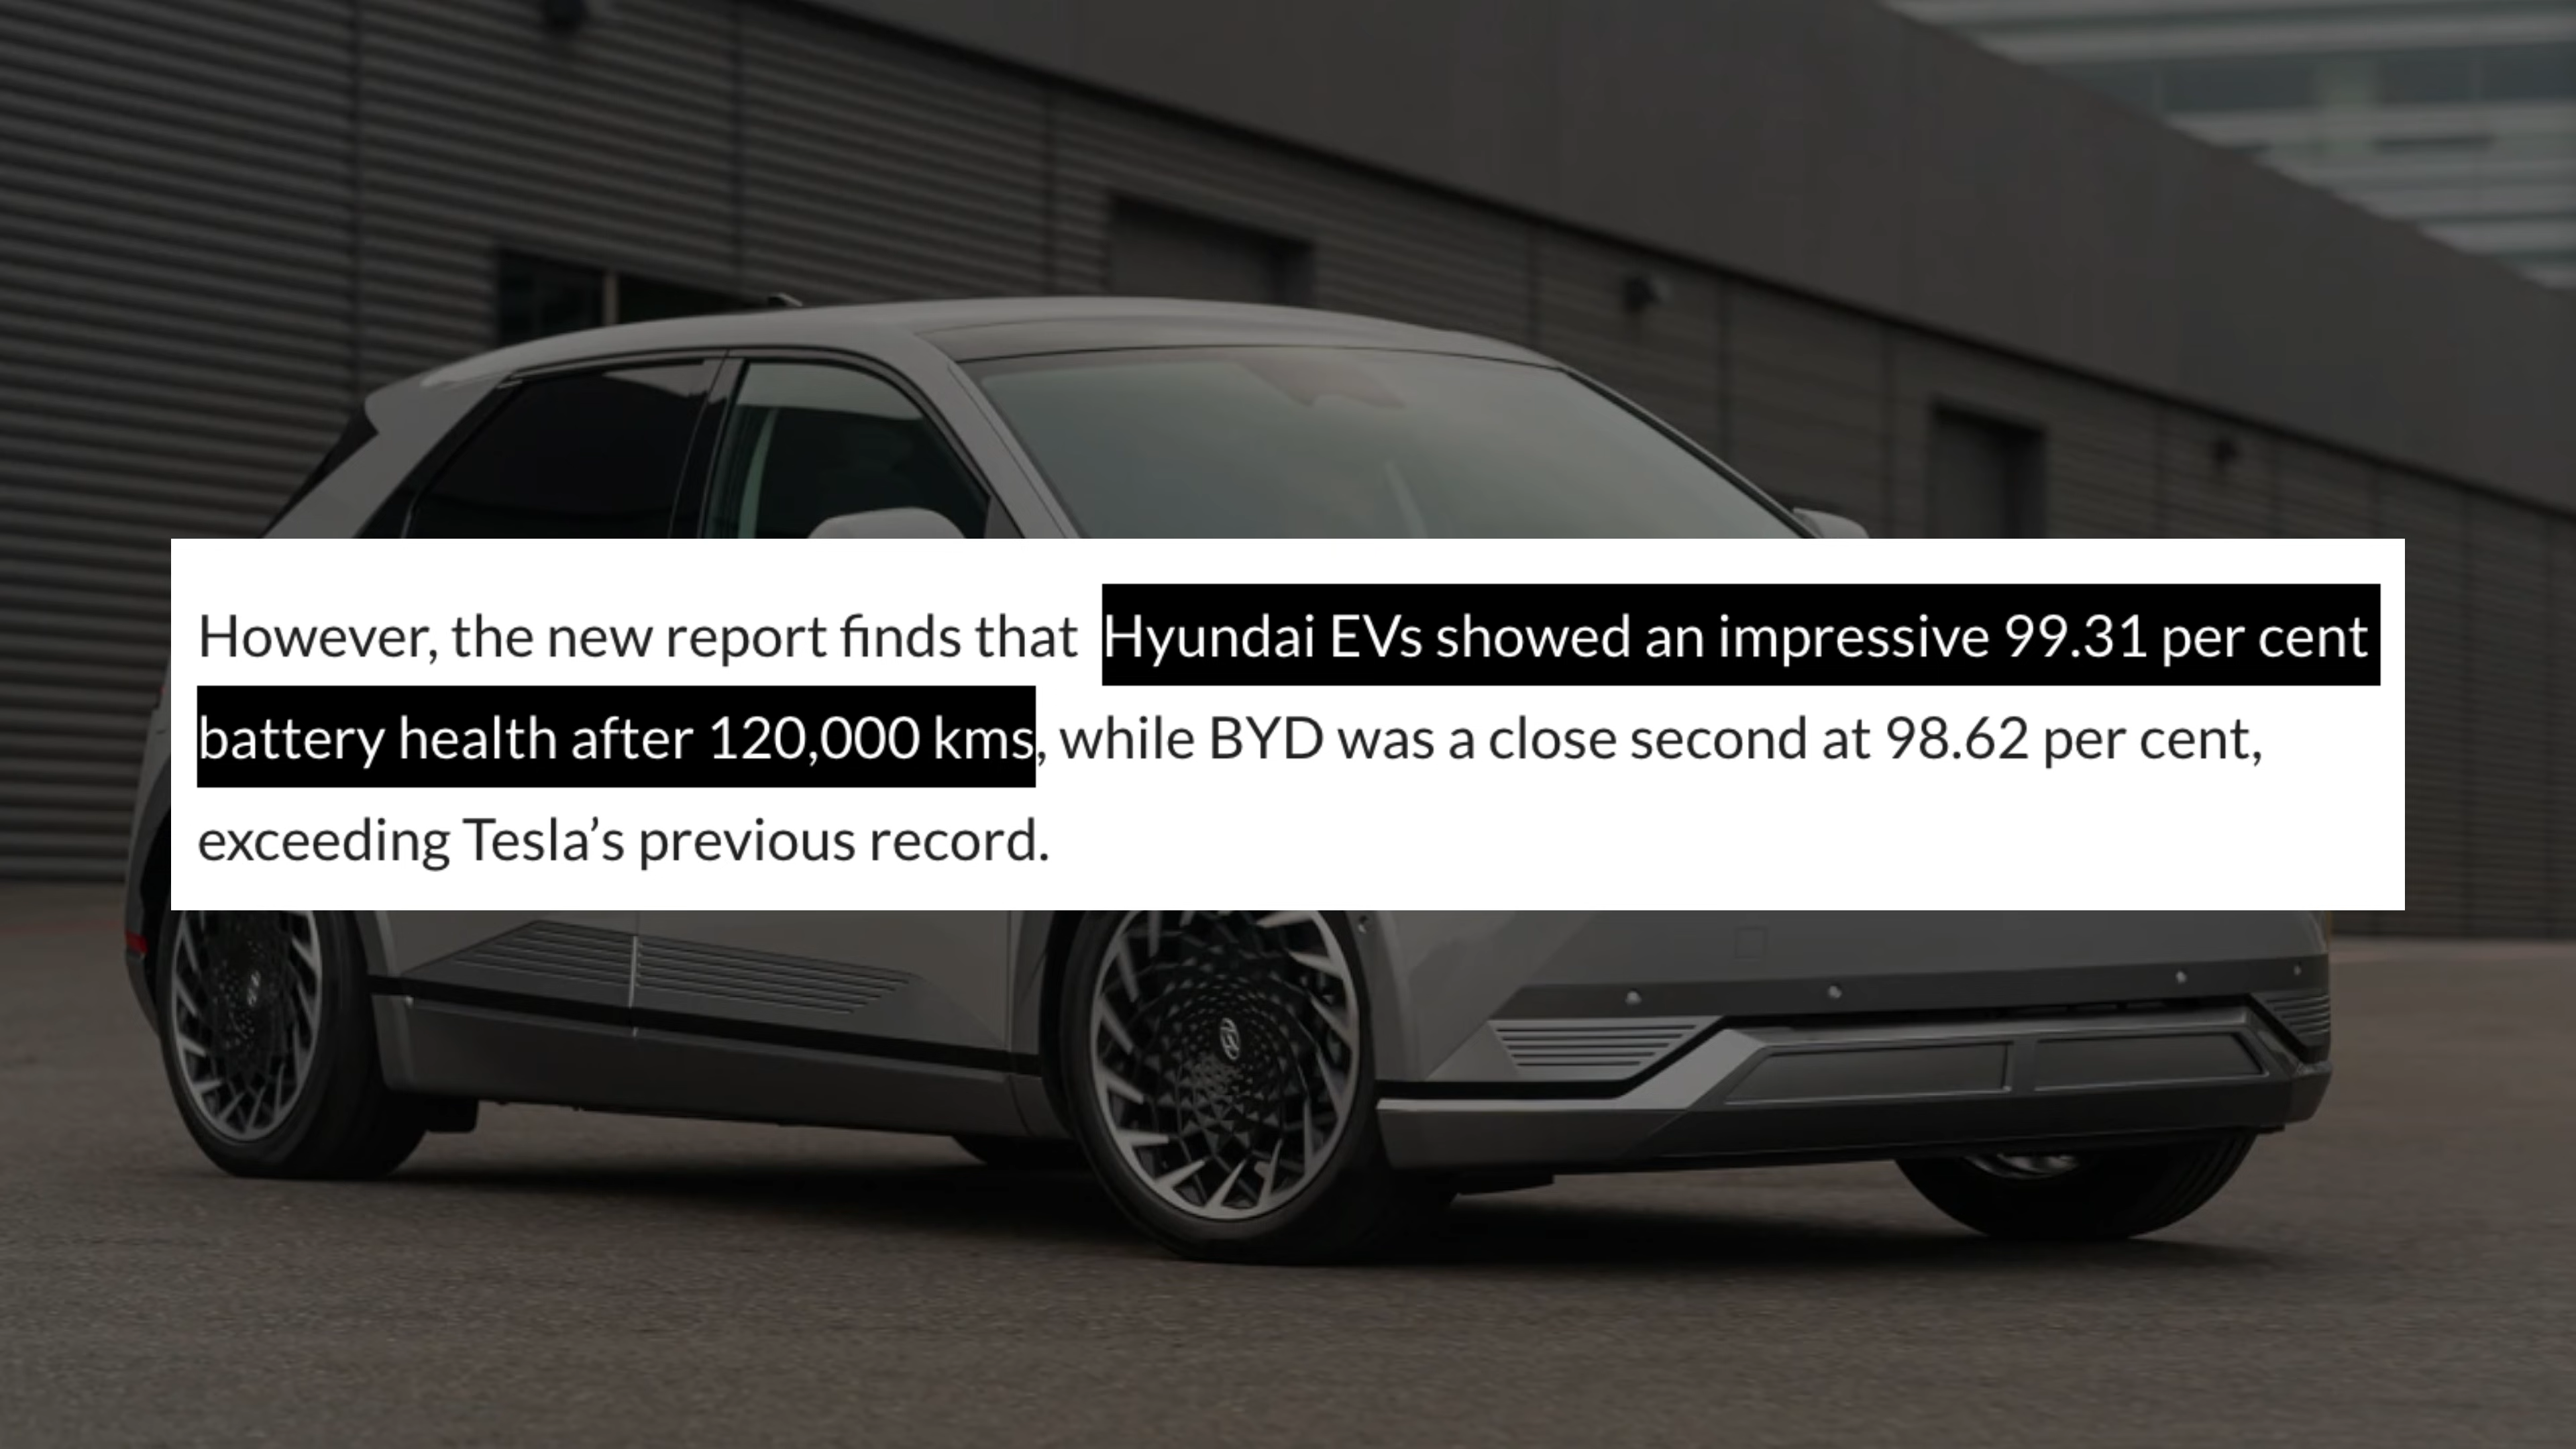 However, the new report finds that Hyundai EVs showed an impressive 99.31 per cent
battery health after 120,000 kms, while BYD was a close second at 98.62 per cent,
exceeding Tesla’s previous record.